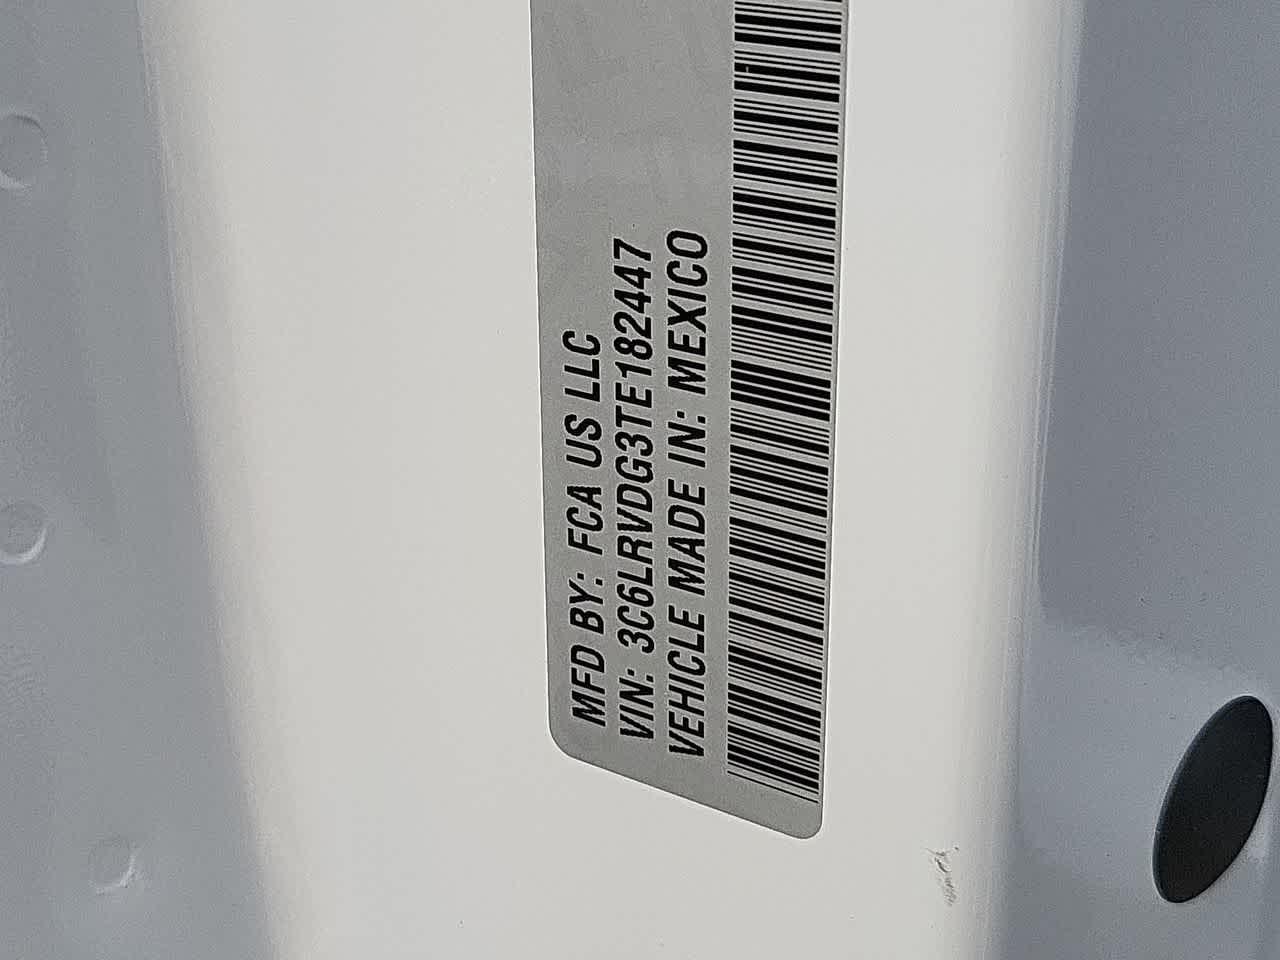 MFD BY: FCA US LLC
VIN: 3C6LRVDG3TE182447
VEHICLE MADE IN: MEXICO